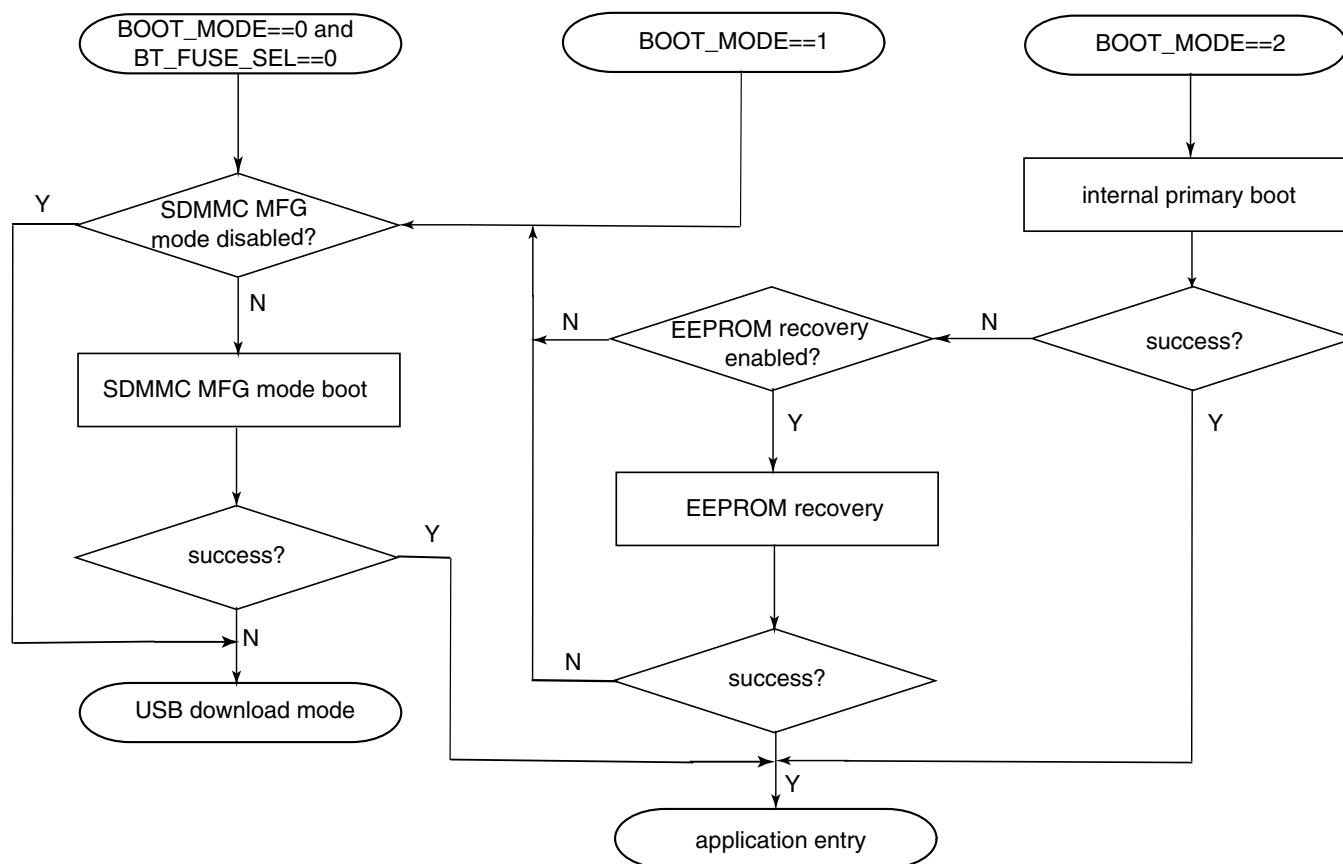 BOOT_MODE==0 and
BT_FUSE_SEL==0
BOOT_MODE==1
BOOT_MODE==2
Y
SDMMC MFG
mode disabled?
internal primary boot
N
N
EEPROM recovery
enabled?
N
success?
SDMMC MFG mode boot
Y
Y
EEPROM recovery
Y
success?
N
N
success?
USB download mode
Y
application entry